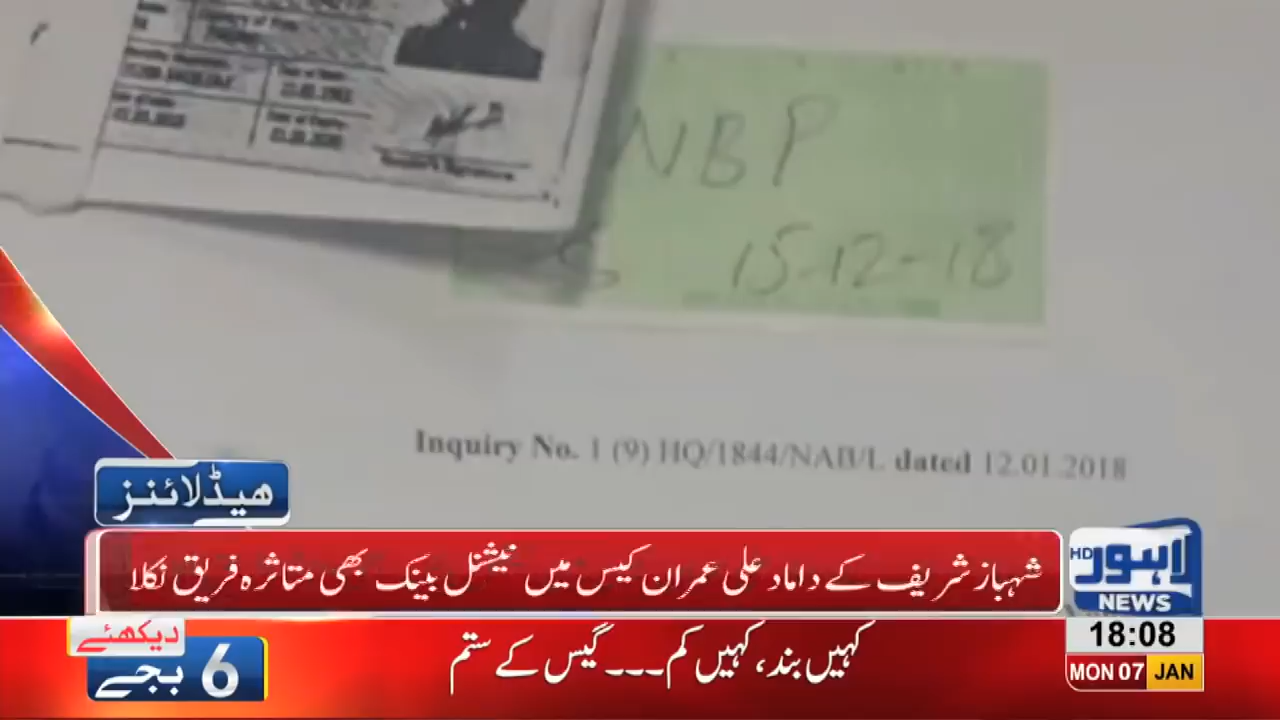 NBP
15-12-18
Inquiry No. 1 (9) HQ/1844/NAB/L dated 12.01.2018
ھیڈلائنز
شہباز شریف کے داماد علی عمران کیس میں نیشنل بینک بھی متاثرہ فریق نکلا
HD لاہور
NEWS
18:08
MON 07 JAN
دیکھئے
6 بجے
کہیں بند، کہیں کم۔۔۔ گیس کے ستم